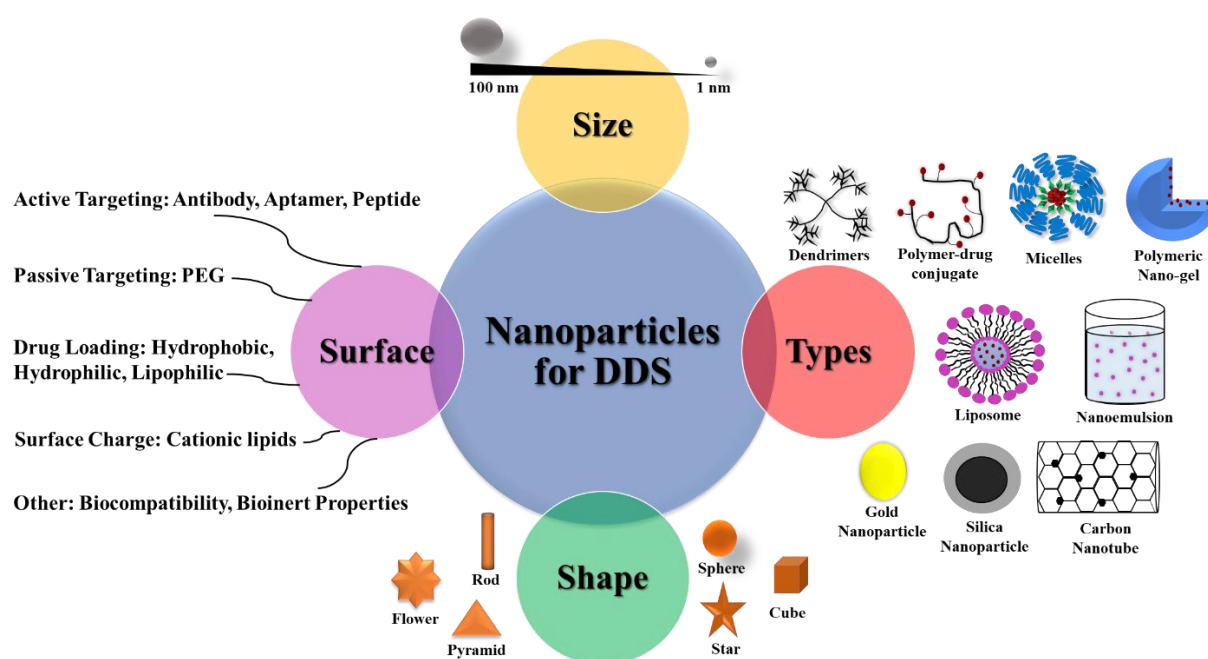 100 nm
1 nm
Size
Active Targeting: Antibody, Aptamer, Peptide
Passive Targeting: PEG
Drug Loading: Hydrophobic,
Hydrophilic, Lipophilic
Surface Charge: Cationic lipids
Other: Biocompatibility, Bioinert Properties
Surface
Nanoparticles
for DDS
Types
Dendrimers
Polymer-drug
conjugate
Micelles
Polymeric
Nano-gel
Liposome
Nanoemulsion
Gold
Nanoparticle
Silica
Nanoparticle
Carbon
Nanotube
Shape
Flower
Rod
Pyramid
Sphere
Star
Cube